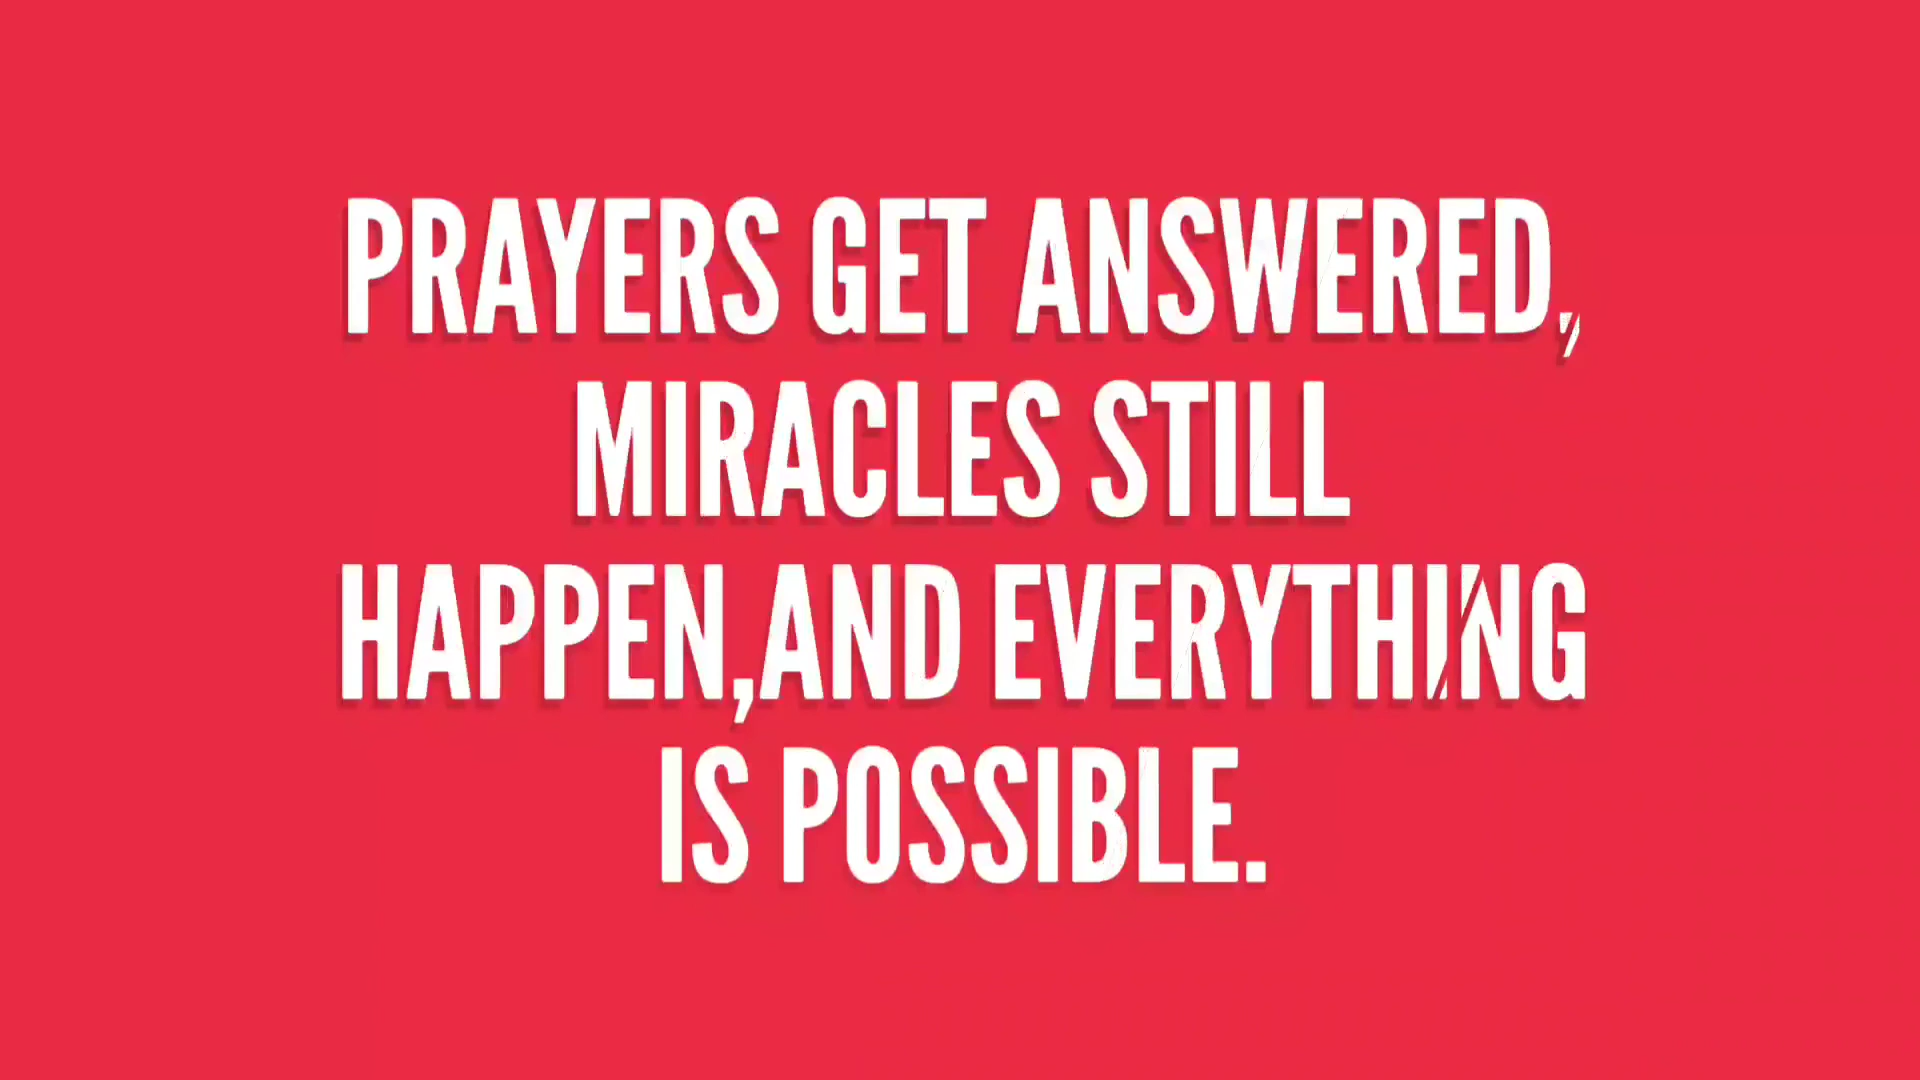 PRAYERS GET ANSWERED,
MIRACLES STILL
HAPPEN,AND EVERYTHING
IS POSSIBLE.